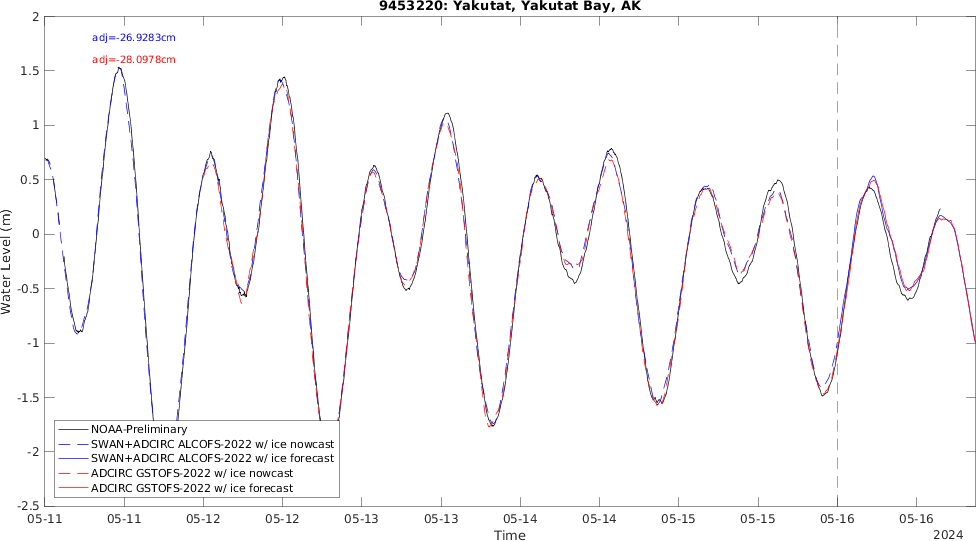 9453220: Yakutat, Yakutat Bay, AK
adj=-26.9283cm
adj=-28.0978cm
Water Level (m)
2
1.5
1
0.5
0
-0.5
-1
-1.5
-2
-2.5
NOAA-Preliminary
SWAN+ADCIRC ALCOFS-2022 w/ ice nowcast
SWAN+ADCIRC ALCOFS-2022 w/ ice forecast
ADCIRC GSTOFS-2022 w/ ice nowcast
ADCIRC GSTOFS-2022 w/ ice forecast
05-11 05-11 05-12 05-12 05-13 05-13 05-14 05-14 05-15 05-15 05-16 05-16
Time
2024